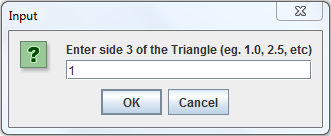 Input
Enter side 3 of the Triangle (eg. 1.0, 2.5, etc)
1
OK Cancel